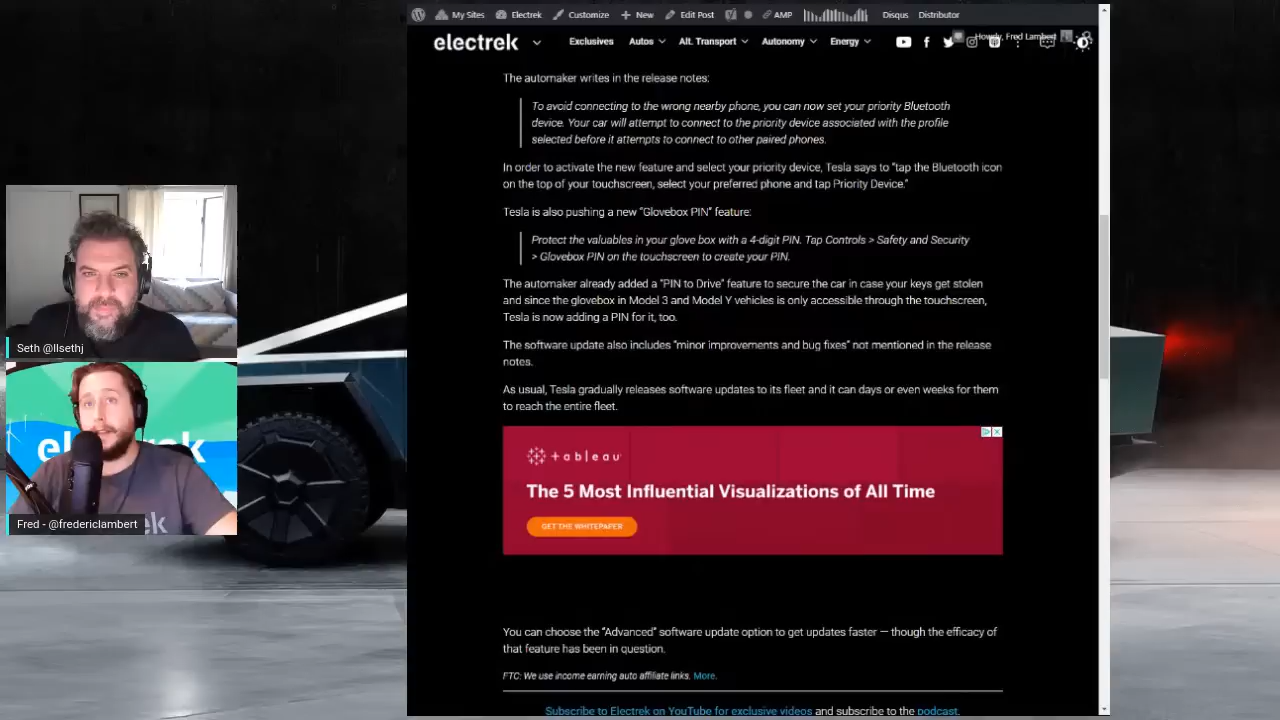 My Sites
Electrek
Customize
New
Edit Post
AMP
Disqus
Distributor
electrek
Exclusives
Autos
Alt. Transport
Autonomy
Energy
Howdy, Fred Lambert
The automaker writes in the release notes:
To avoid connecting to the wrong nearby phone, you can now set your priority Bluetooth
device. Your car will attempt to connect to the priority device associated with the profile
selected before it attempts to connect to other paired phones.
In order to activate the new feature and select your priority device, Tesla says to “tap the Bluetooth icon
on the top of your touchscreen, select your preferred phone and tap Priority Device.”
Tesla is also pushing a new “Glovebox PIN” feature:
Protect the valuables in your glove box with a 4-digit PIN. Tap Controls > Safety and Security
> Glovebox PIN on the touchscreen to create your PIN.
The automaker already added a “PIN to Drive” feature to secure the car in case your keys get stolen
and since the glovebox in Model 3 and Model Y vehicles is only accessible through the touchscreen,
Tesla is now adding a PIN for it, too.
The software update also includes “minor improvements and bug fixes” not mentioned in the release
notes.
As usual, Tesla gradually releases software updates to its fleet and it can days or even weeks for them
to reach the entire fleet.
+ableau
The 5 Most Influential Visualizations of All Time
GET THE WHITEPAPER
You can choose the “Advanced” software update option to get updates faster — though the efficacy of
that feature has been in question.
FTC: We use income earning auto affiliate links. More.
Subscribe to Electrek on YouTube for exclusive videos and subscribe to the podcast.
Seth @llsethj
Fred - @fredericlambert